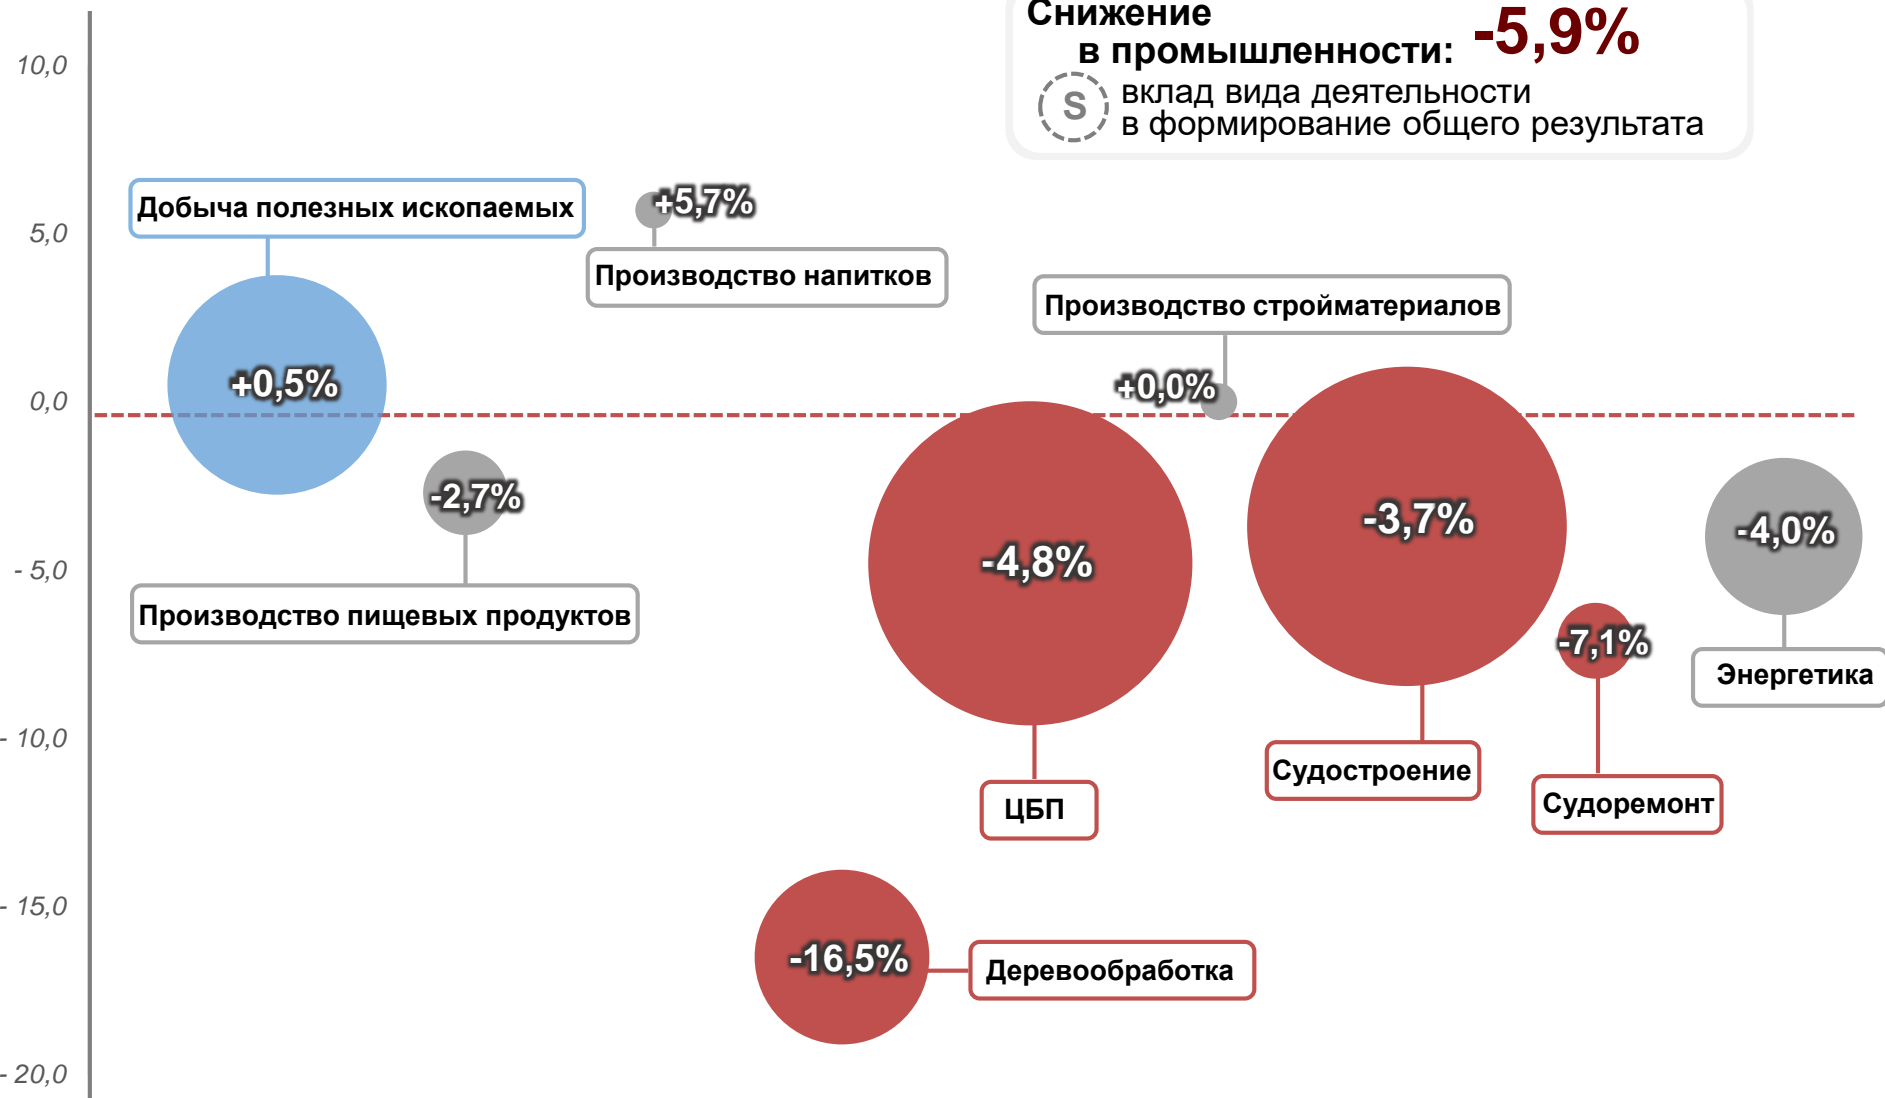 Снижение
в промышленности: -5,9%
S
вклад вида деятельности
в формирование общего результата
10,0
5,0
0,0
- 5,0
- 10,0
- 15,0
- 20,0
Добыча полезных ископаемых
+0,5%
+5,7%
Производство напитков
Производство стройматериалов
+0,0%
-2,7%
Производство пищевых продуктов
-4,8%
ЦБП
-3,7%
Судостроение
-7,1%
Судоремонт
-4,0%
Энергетика
-16,5%
Деревообработка